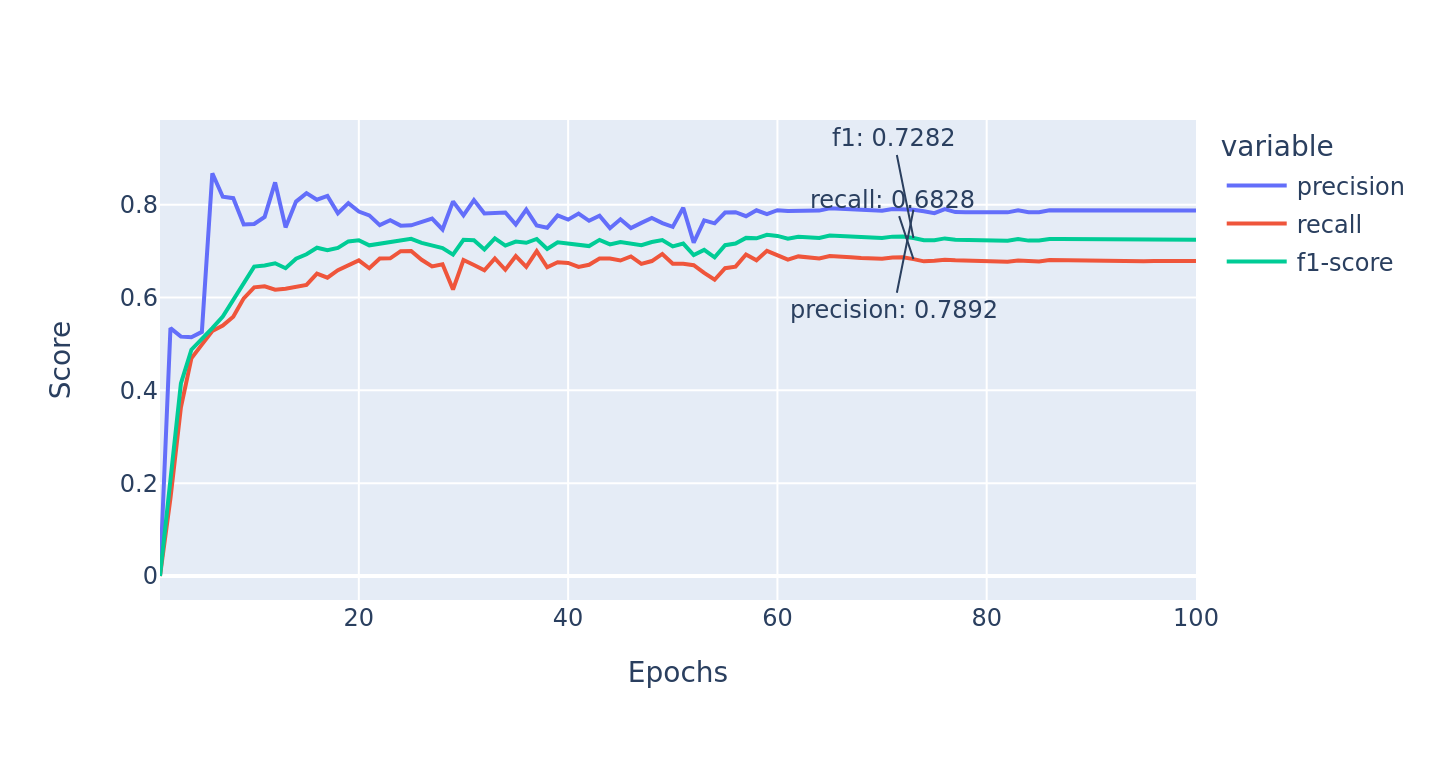 f1: 0.7282
recall: 0.6828
precision: 0.7892
variable
precision
recall
f1-score
Score
0.8
0.6
0.4
0.2
0
20
40
60
80
100
Epochs